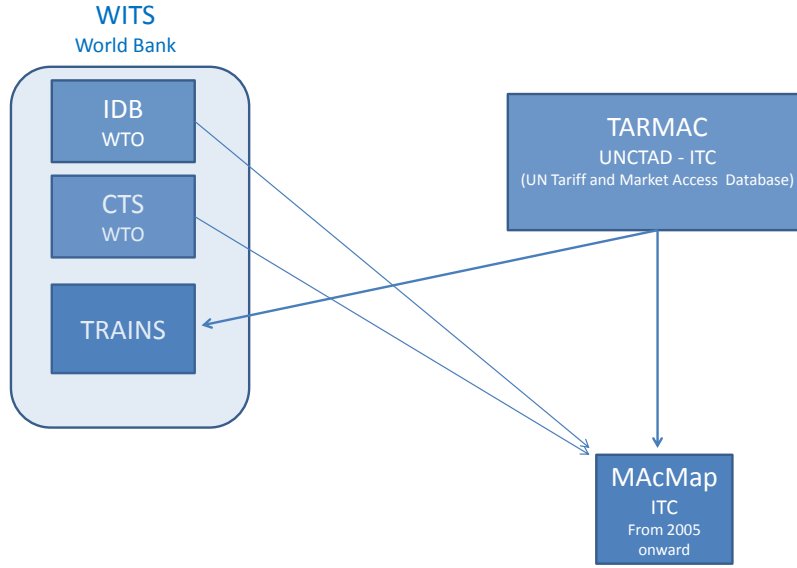 WITS
World Bank
IDB
WTO
CTS
WTO
TRAINS
TARMAC
UNCTAD - ITC
(UN Tariff and Market Access Database)
MAcMap
ITC
From 2005
onward